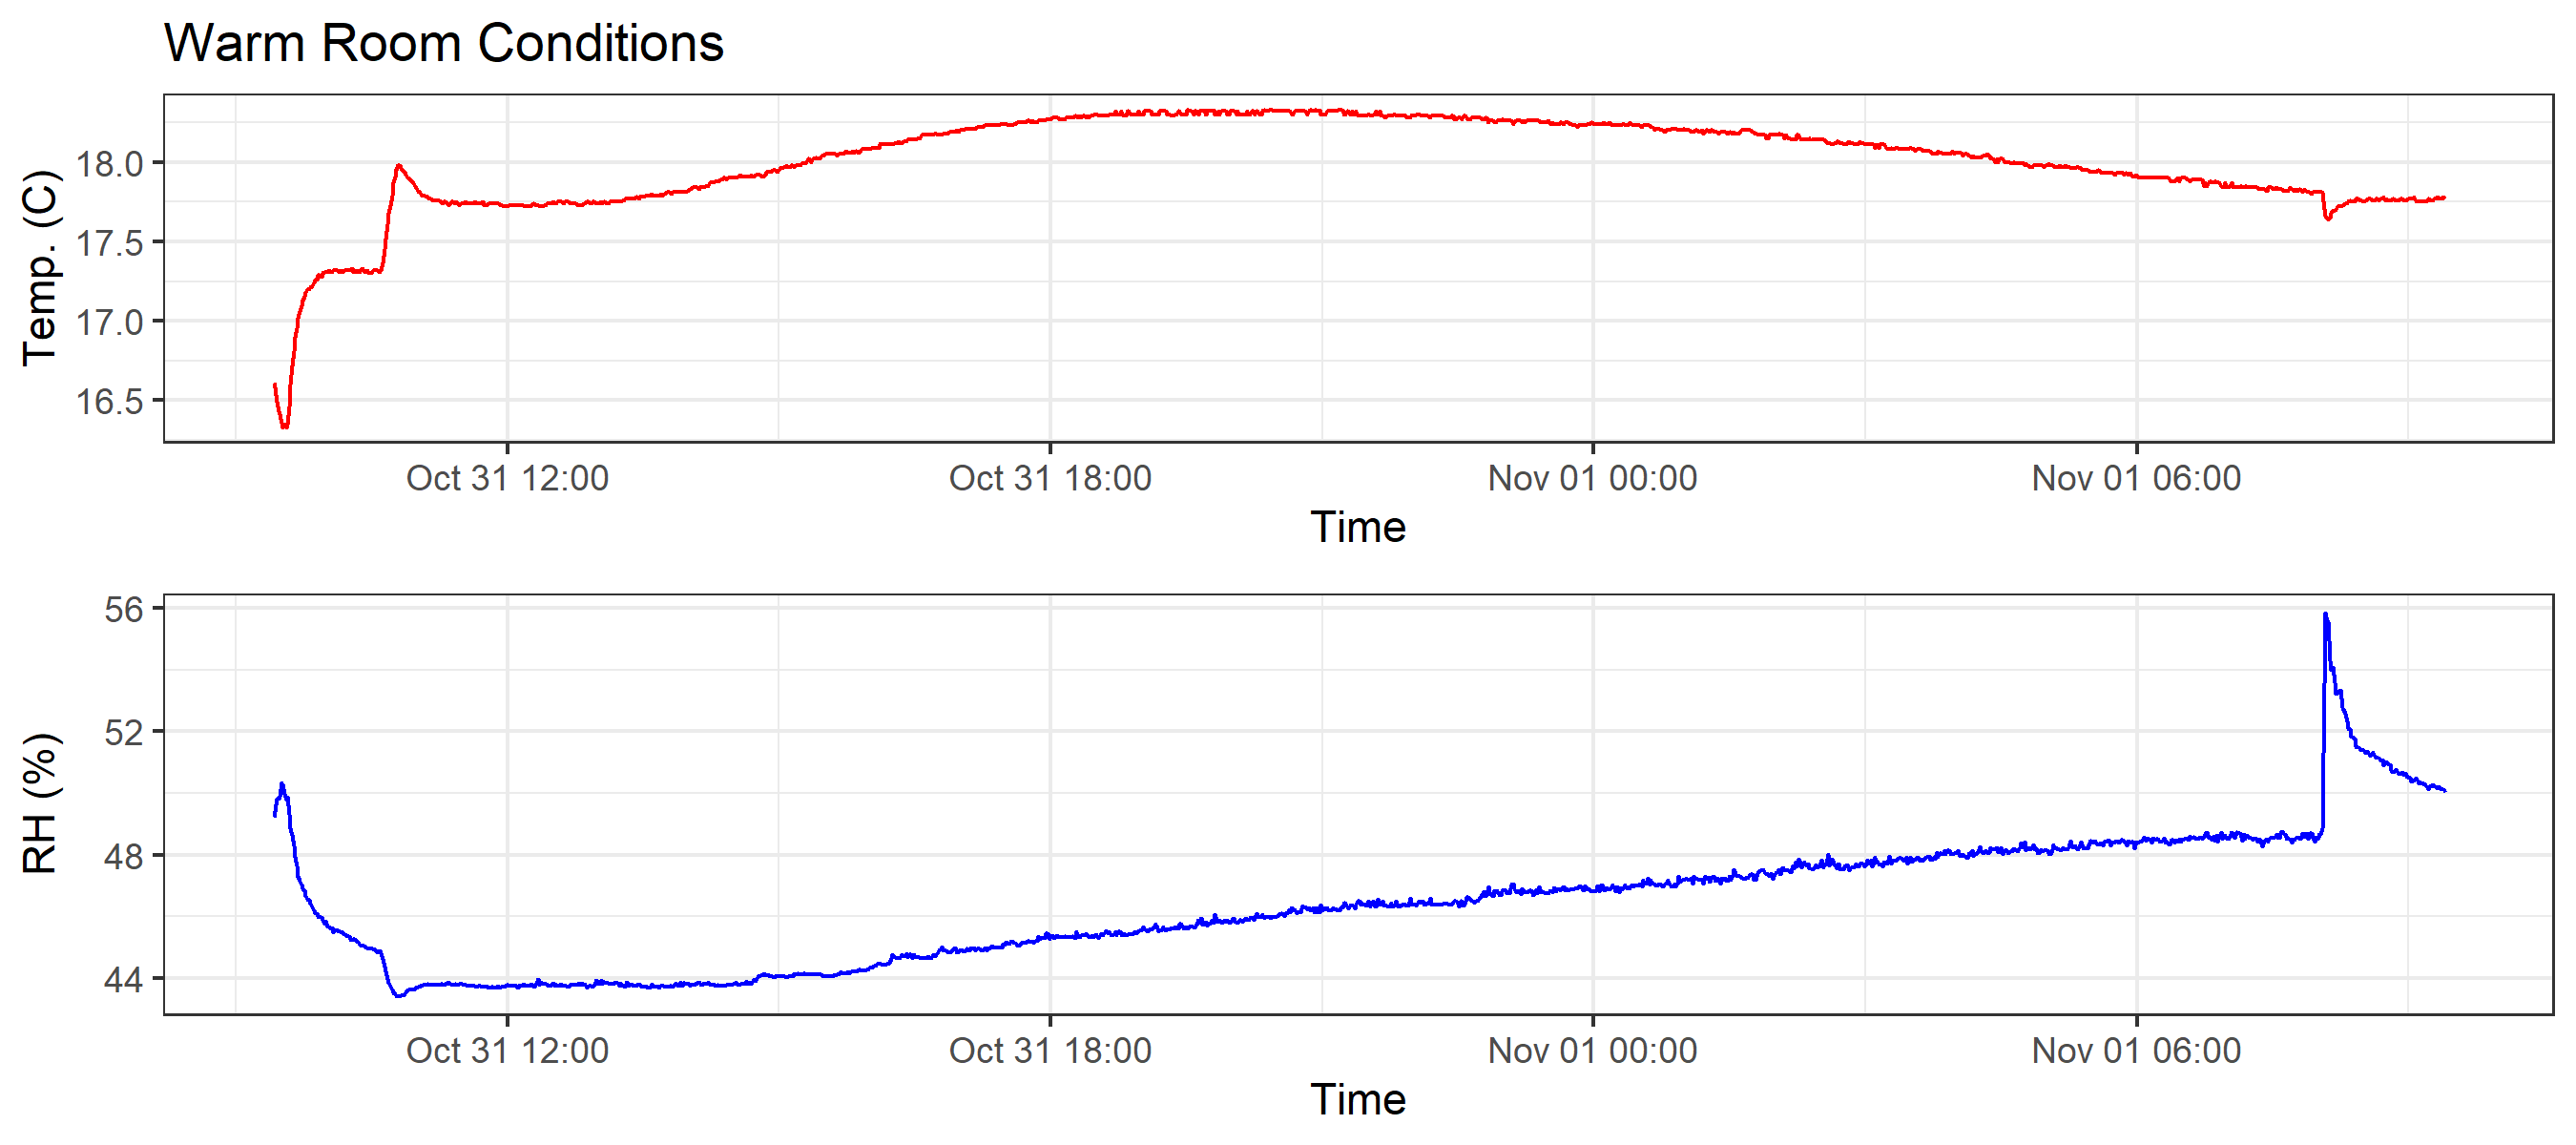 Warm Room Conditions
Temp. (C)
18.0
17.5
17.0
16.5
Oct 31 12:00 Oct 31 18:00 Nov 01 00:00 Nov 01 06:00
Time
RH (%)
56
52
48
44
Oct 31 12:00 Oct 31 18:00 Nov 01 00:00 Nov 01 06:00
Time